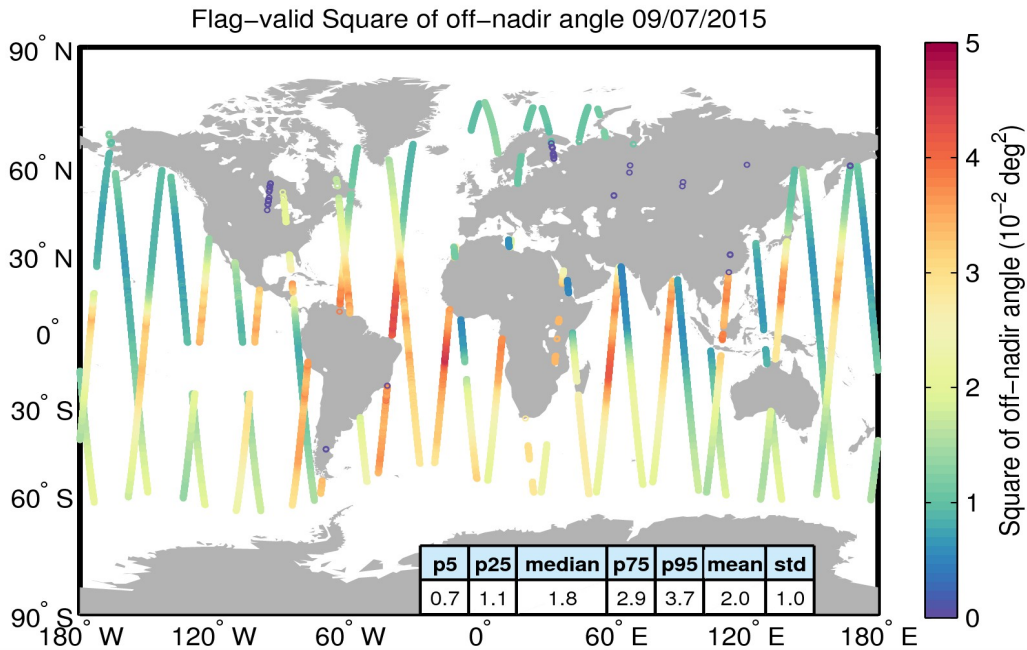 Flag−valid Square of off−nadir angle 09/07/2015
90° N
60° N
30° N
0°
30° S
60° S
90° S
180° W
120° W
60° W
0°
60° E
120° E
180° E
p5 p25 median p75 p95 mean std
0.7 1.1 1.8 2.9 3.7 2.0 1.0
5
4
3
2
1
0
Square of off−nadir angle (10⁻² deg²)